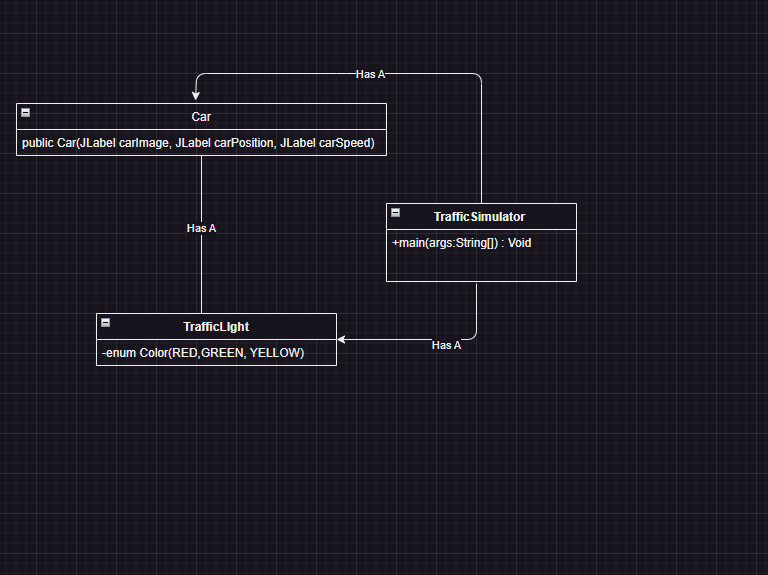 Has A
Car
public Car(JLabel carImage, JLabel carPosition, JLabel carSpeed)
Has A
TrafficSimulator
+main(args:String[]) : Void
TrafficLIght
-enum Color(RED,GREEN, YELLOW)
Has A